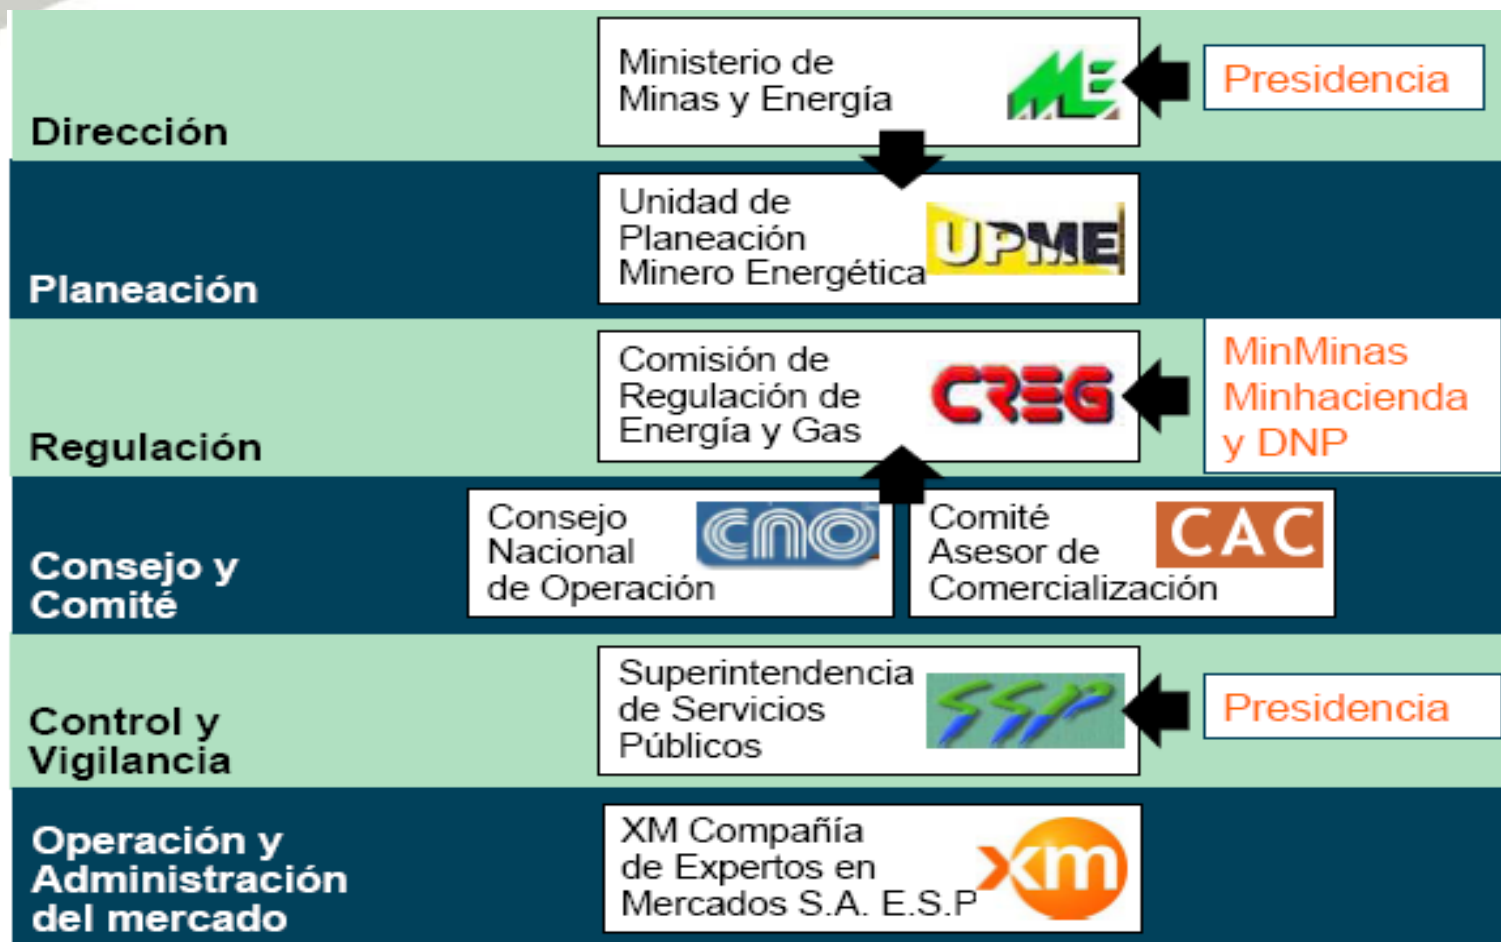 Dirección
Ministerio de
Minas y Energía
ME
Presidencia
Planeación
Unidad de
Planeación
Minero Energética
UPME
Regulación
Comisión de
Regulación de
Energía y Gas
CREG
MinMinas
Minhacienda
y DNP
Consejo y
Comité
Consejo
Nacional
de Operación
cno
Comité
Asesor de
Comercialización
CAC
Control y
Vigilancia
Superintendencia
de Servicios
Públicos
SSP
Presidencia
Operación y
Administración
del mercado
XM Compañía
de Expertos en
Mercados S.A. E.S.P
xm